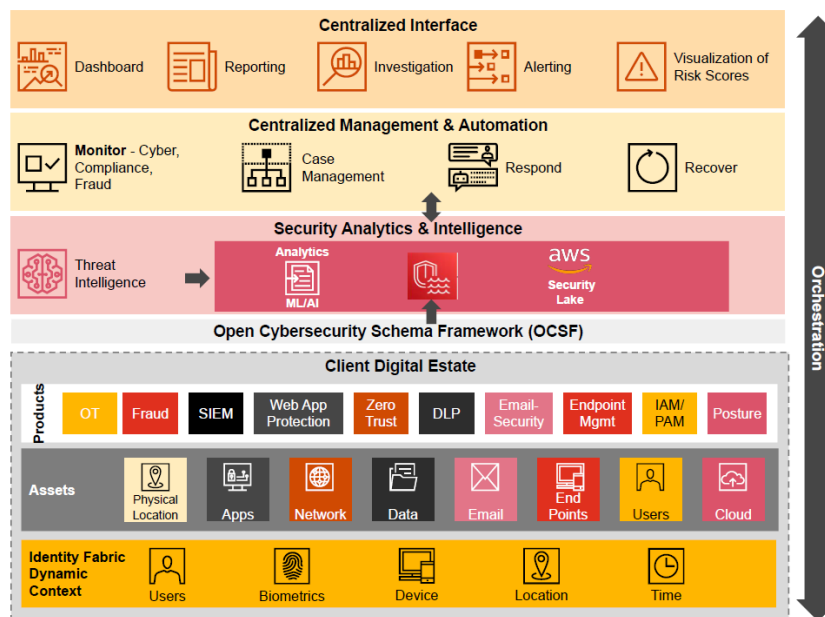 Centralized Interface
Dashboard
Reporting
Investigation
Alerting
Visualization of
Risk Scores
Centralized Management & Automation
Monitor - Cyber,
Compliance,
Fraud
Case
Management
Respond
Recover
Security Analytics & Intelligence
Threat
Intelligence
Analytics
ML/AI
aws
Security
Lake
Open Cybersecurity Schema Framework (OCSF)
Client Digital Estate
Products
OT
Fraud
SIEM
Web App
Protection
Zero
Trust
DLP
Email-
Security
Endpoint
Mgmt
IAM/
PAM
Posture
Assets
Physical
Location
Apps
Network
Data
Email
End
Points
Users
Cloud
Identity Fabric
Dynamic
Context
Users
Biometrics
Device
Location
Time
Orchestration